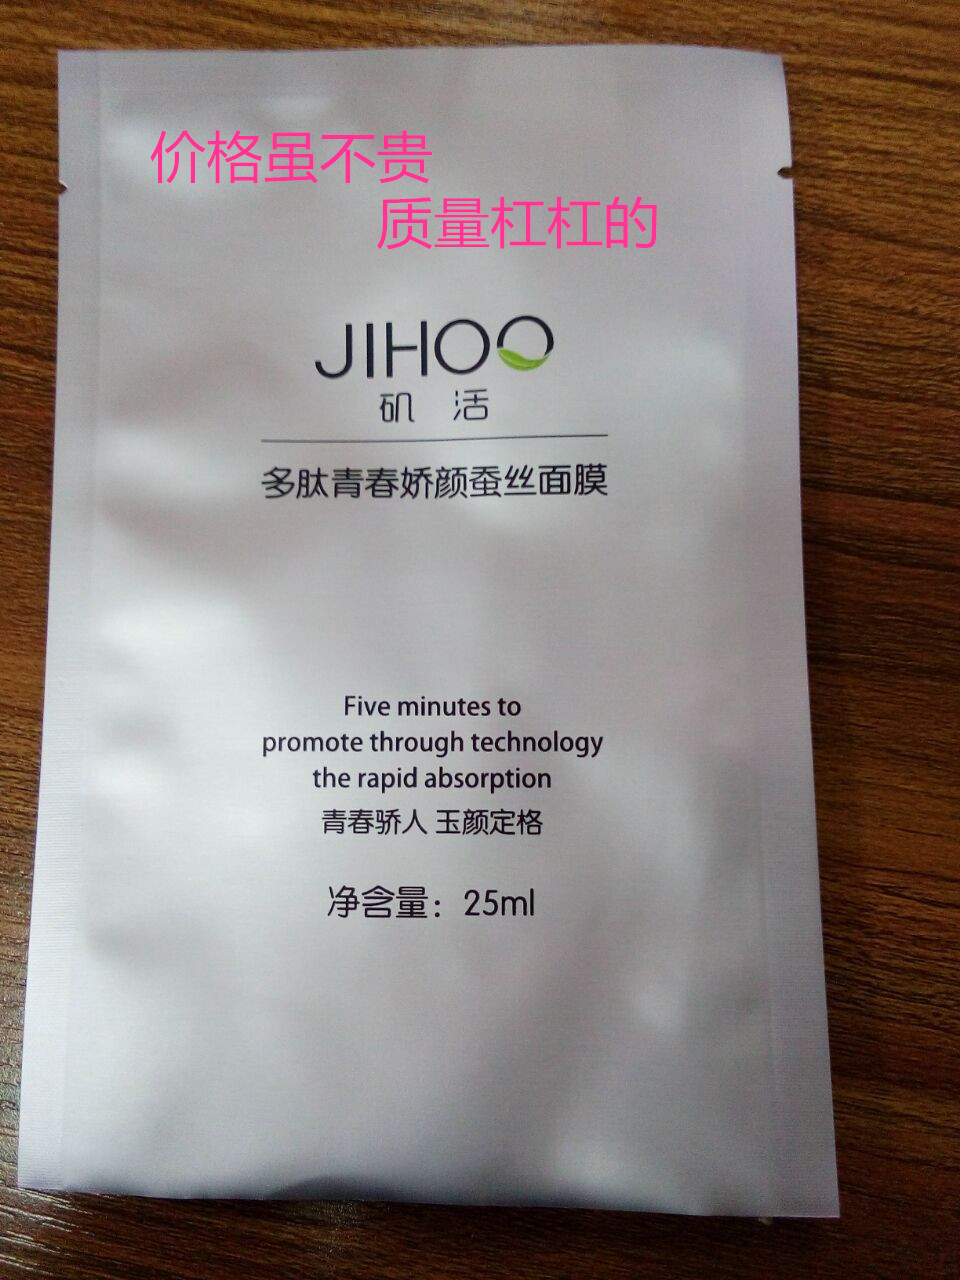 价格虽不贵
质量杠杠的
JIHOO
矶 活
多肽青春娇颜蚕丝面膜
Five minutes to
promote through technology
the rapid absorption
青春骄人 玉颜定格
净含量：25ml